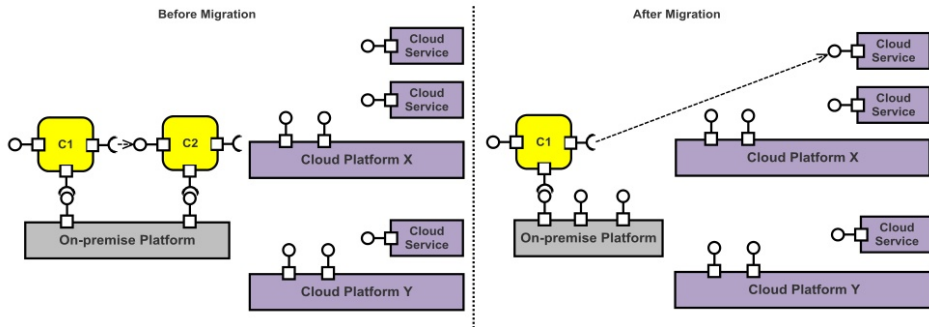 Before Migration
Cloud
Service
Cloud
Service
C1
C2
Cloud Platform X
On-premise Platform
Cloud
Service
Cloud Platform Y
After Migration
Cloud
Service
Cloud
Service
C1
Cloud Platform X
On-premise Platform
Cloud
Service
Cloud Platform Y